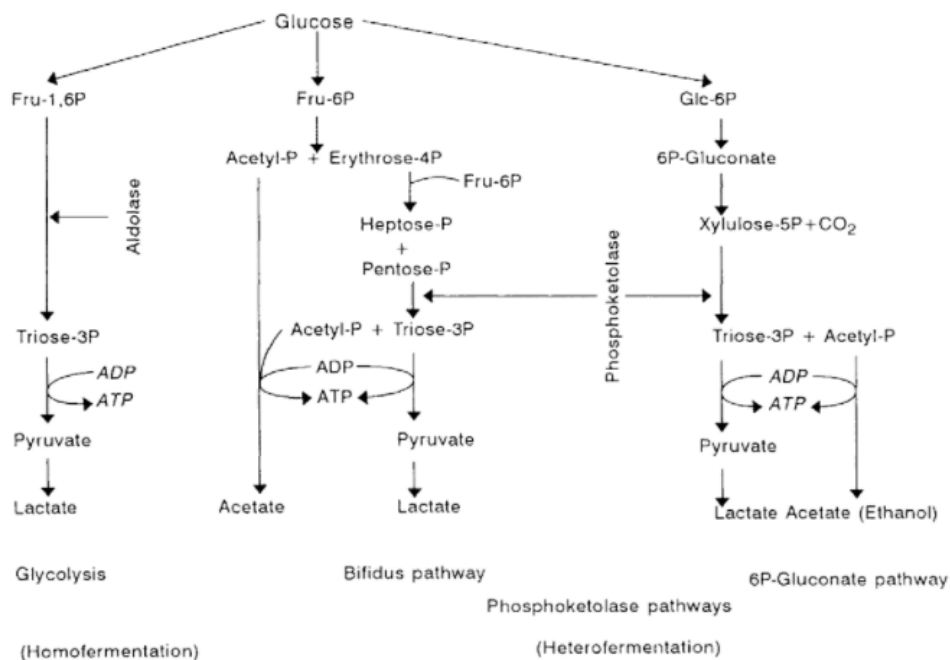 Glucose
Fru-1,6P Fru-6P Glc-6P
Acetyl-P + Erythrose-4P 6P-Gluconate
Fru-6P
Aldolase
Heptose-P Xylulose-5P+CO₂
+
Pentose-P
Phosphoketolase
Triose-3P Acetyl-P + Triose-3P Triose-3P + Acetyl-P
ADP ADP ADP
ATP ATP ATP
Pyruvate Pyruvate Pyruvate
Lactate Acetate Lactate Lactate Acetate (Ethanol)
Glycolysis Bifidus pathway 6P-Gluconate pathway
Phosphoketolase pathways
(Homofermentation) (Heterofermentation)